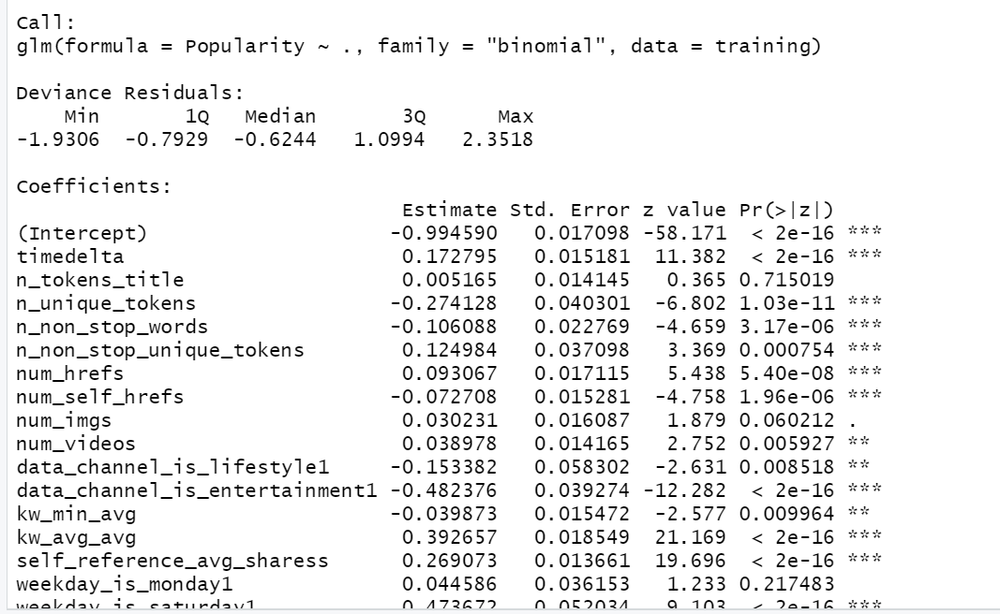 Call:
glm(formula = Popularity ~ ., family = "binomial", data = training)
Deviance Residuals:
Min 1Q Median 3Q Max
-1.9306 -0.7929 -0.6244 1.0994 2.3518
Coefficients:
Estimate Std. Error z value Pr(>|z|)
(Intercept) -0.994590 0.017098 -58.171 < 2e-16 ***
timedelta 0.172795 0.015181 11.382 < 2e-16 ***
n_tokens_title 0.005165 0.014145 0.365 0.715019
n_unique_tokens -0.274128 0.040301 -6.802 1.03e-11 ***
n_non_stop_words -0.106088 0.022769 -4.659 3.17e-06 ***
n_non_stop_unique_tokens 0.124984 0.037098 3.369 0.000754 ***
num_hrefs 0.093067 0.017115 5.438 5.40e-08 ***
num_self_hrefs -0.072708 0.015281 -4.758 1.96e-06 ***
num_imgs 0.030231 0.016087 1.879 0.060212 .
num_videos 0.038978 0.014165 2.752 0.005927 **
data_channel_is_lifestyle1 -0.153382 0.058302 -2.631 0.008518 **
data_channel_is_entertainment1 -0.482376 0.039274 -12.282 < 2e-16 ***
kw_min_avg -0.039873 0.015472 -2.577 0.009964 **
kw_avg_avg 0.392657 0.018549 21.169 < 2e-16 ***
self_reference_avg_sharess 0.269073 0.013661 19.696 < 2e-16 ***
weekday_is_monday1 0.044586 0.036153 1.233 0.217483
weekday_is_saturday1 0.473672 0.052034 9.103 < 2e-16 ***